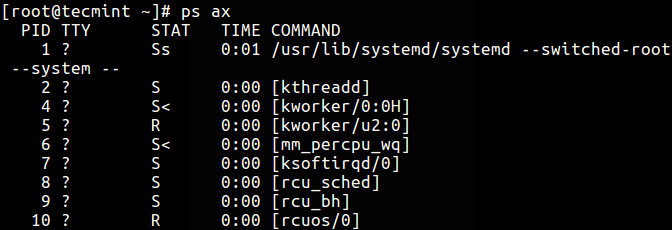 [root@tecmint ~]# ps ax
  PID TTY      STAT   TIME COMMAND
    1 ?        Ss     0:01 /usr/lib/systemd/systemd --switched-root
 --system --
    2 ?        S      0:00 [kthreadd]
    4 ?        S<     0:00 [kworker/0:0H]
    5 ?        R      0:00 [kworker/u2:0]
    6 ?        S<     0:00 [mm_percpu_wq]
    7 ?        S      0:00 [ksoftirqd/0]
    8 ?        S      0:00 [rcu_sched]
    9 ?        S      0:00 [rcu_bh]
   10 ?        R      0:00 [rcuos/0]